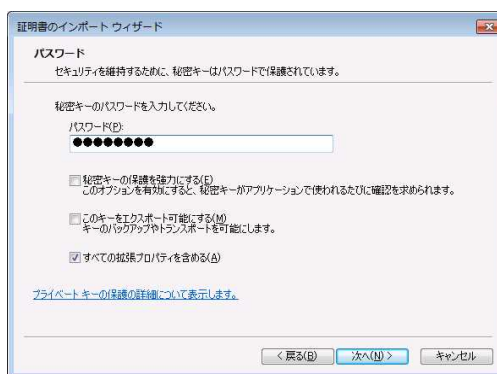 証明書のインポート ウィザード
パスワード
セキュリティを維持するために、秘密キーはパスワードで保護されています。
秘密キーのパスワードを入力してください。
パスワード(P):
●●●●●●●●
秘密キーの保護を強力にする(E)
このオプションを有効にすると、秘密キーがアプリケーションで使われるたびに確認を求められます。
このキーをエクスポート可能にする(M)
キーのバックアップやトランスポートを可能にします。
すべての拡張プロパティを含める(A)
プライベート キーの保護の詳細について表示します。
< 戻る(B)
次へ(N) >
キャンセル